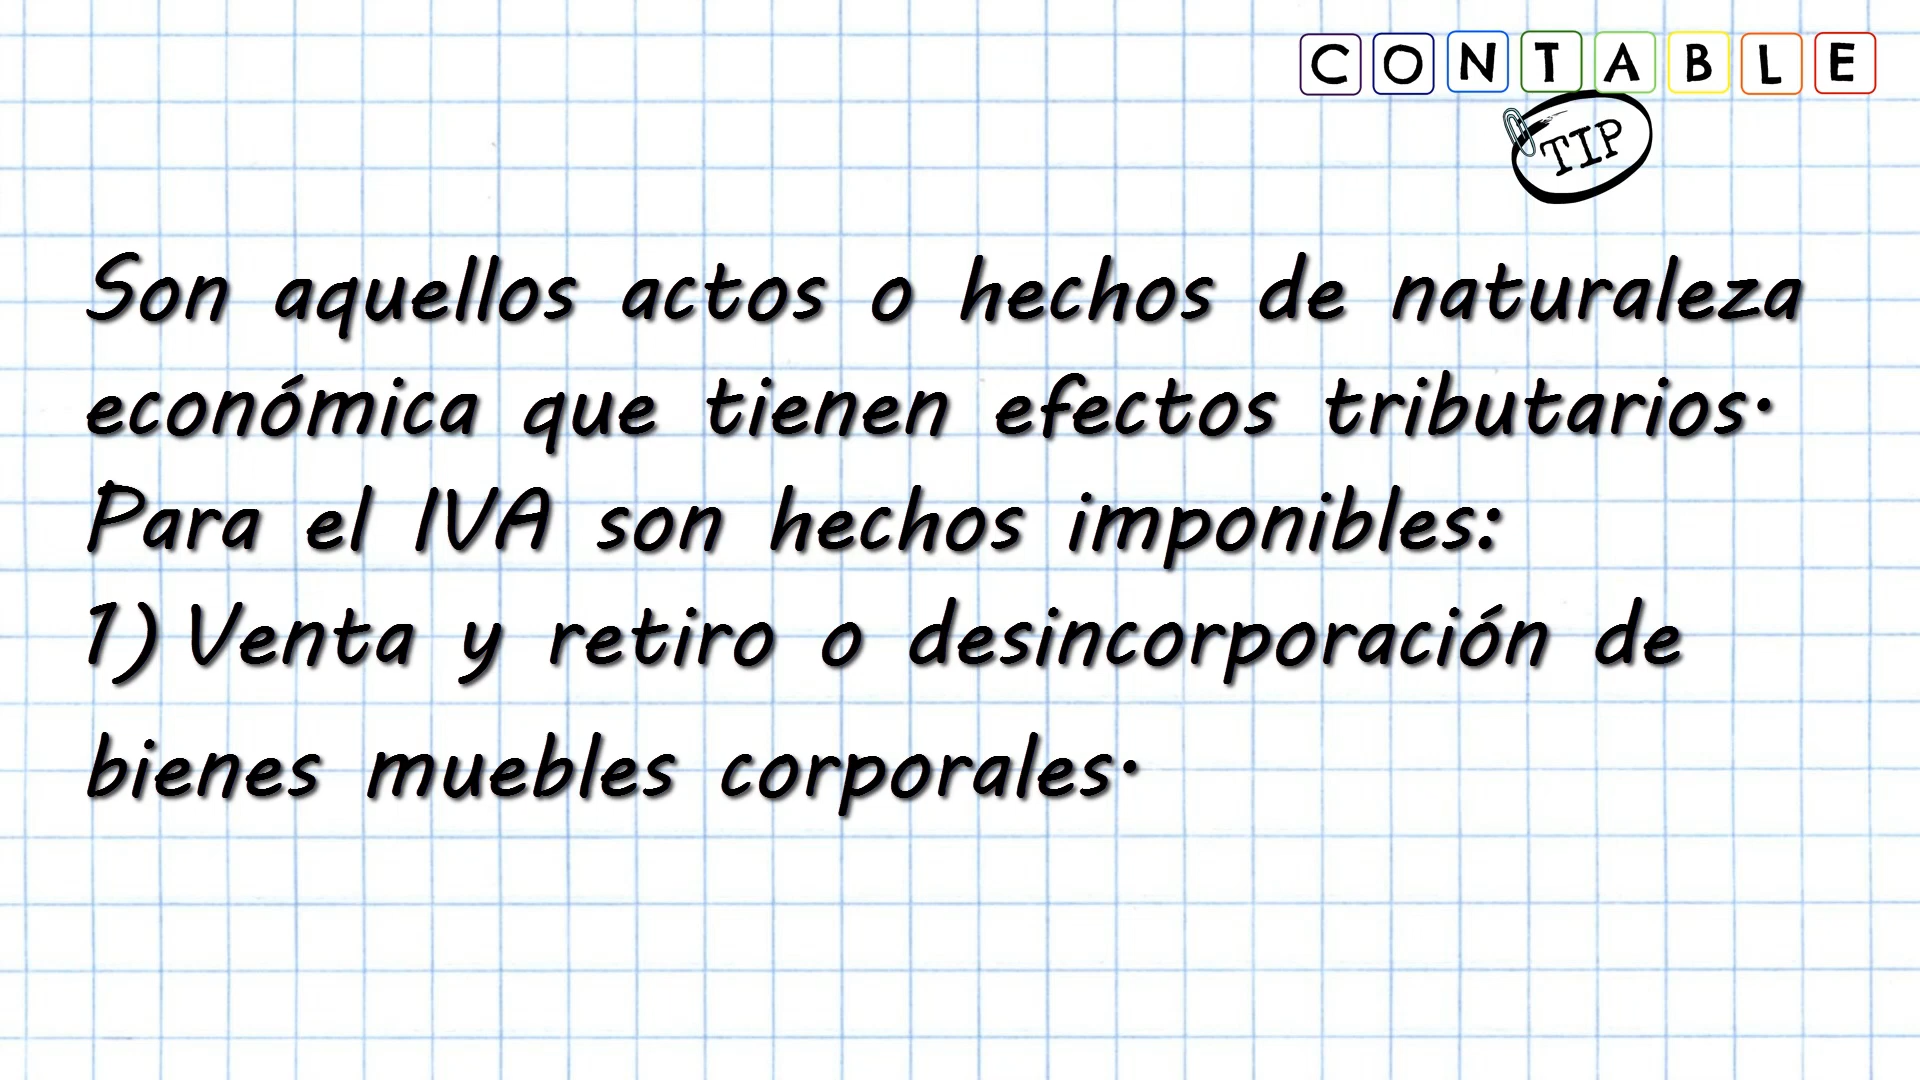 CONTABLE
TIP
Son aquellos actos o hechos de naturaleza
económica que tienen efectos tributarios.
Para el IVA son hechos imponibles:
1) Venta y retiro o desincorporación de
bienes muebles corporales.